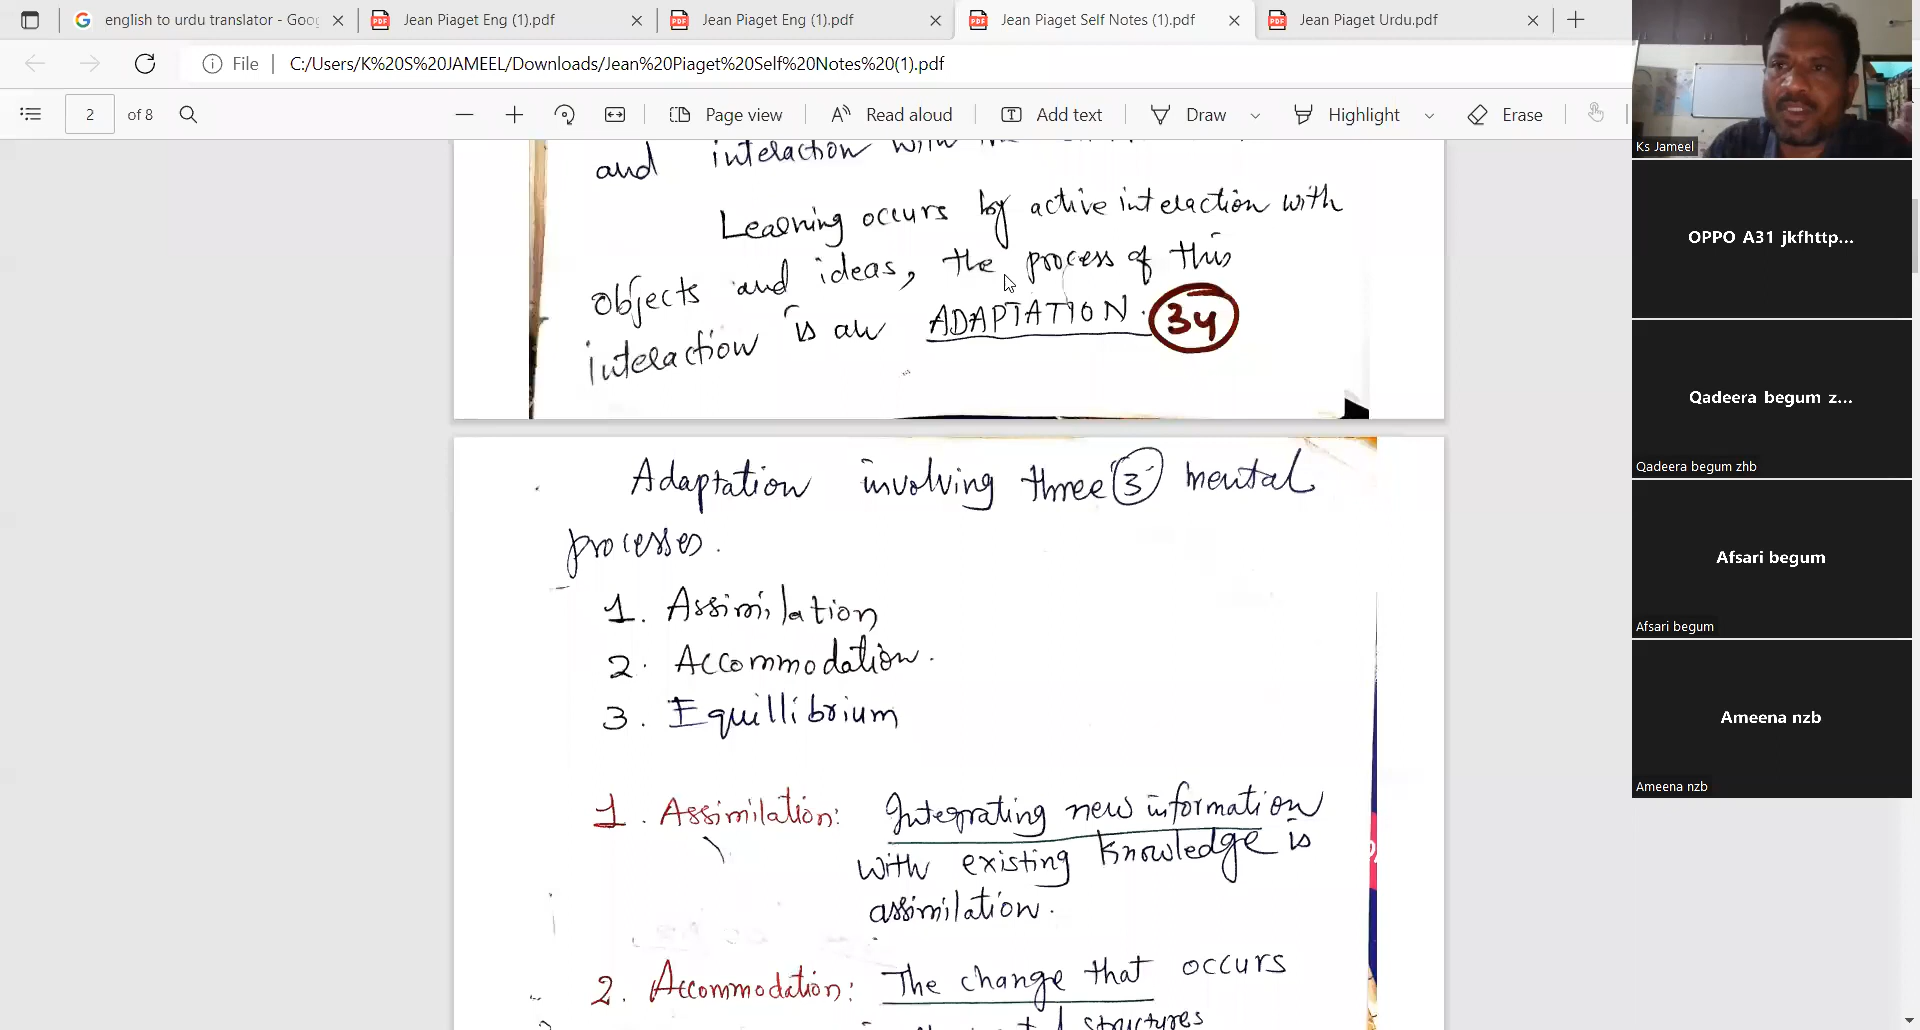 english to urdu translator - Goo
Jean Piaget Eng (1).pdf
Jean Piaget Eng (1).pdf
Jean Piaget Self Notes (1).pdf
Jean Piaget Urdu.pdf
File
C:/Users/K%20S%20JAMEEL/Downloads/Jean%20Piaget%20Self%20Notes%20(1).pdf
2 of 8
Page view
Read aloud
Add text
Draw
Highlight
Erase
and interaction with the
Learning occurs by active interaction with
objects and ideas, the process of this
interaction is an ADAPTATION. 34
Adaptation involving three 3 mental
processes.
1. Assimilation
2. Accommodation.
3. Equillibrium
1. Assimilation: Integrating new information
with existing knowledge is
assimilation.
2. Accommodation: The change that occurs
structures
Ks Jameel
OPPO A31 jkfhttp...
Qadeera begum z...
Qadeera begum zhb
Afsari begum
Afsari begum
Ameena nzb
Ameena nzb